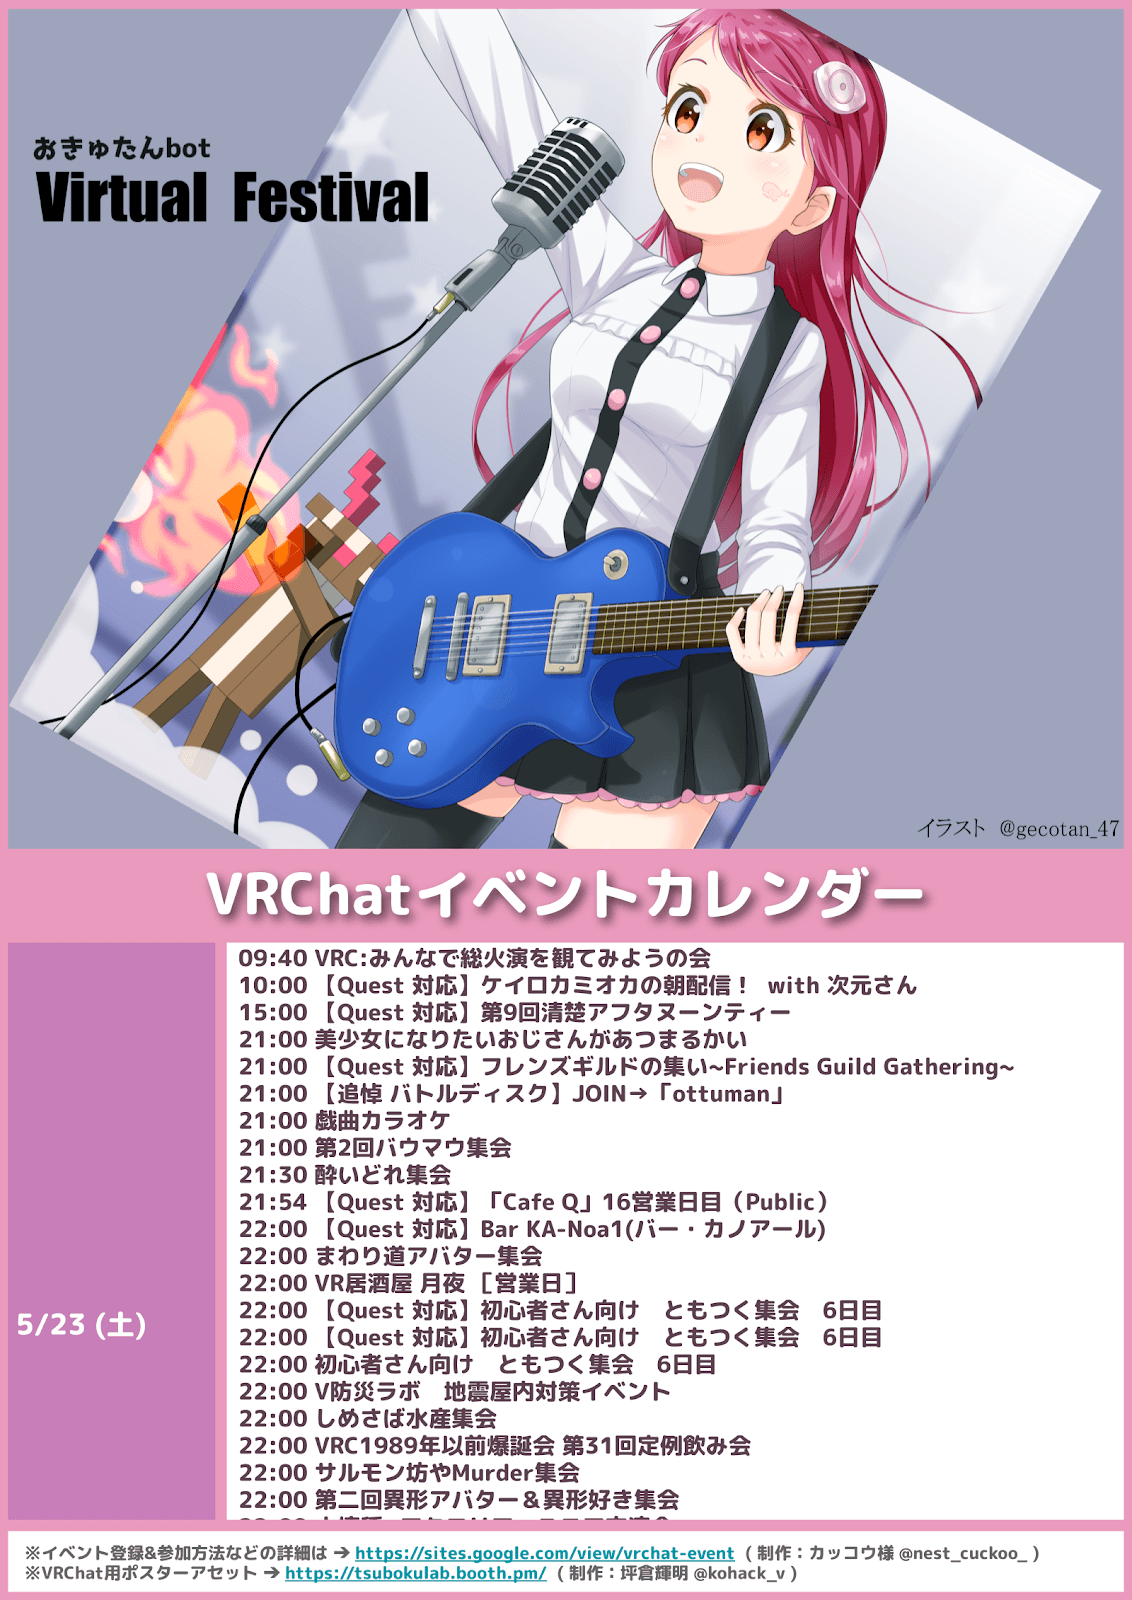 おきゅたんbot
Virtual Festival
イラスト @gecotan_47
VRChatイベントカレンダー
5/23 (土)
09:40 VRC:みんなで総火演を観てみようの会
10:00 【Quest 対応】ケイロカミオカの朝配信！ with 次元さん
15:00 【Quest 対応】第9回清楚アフタヌーンティー
21:00 美少女になりたいおじさんがあつまるかい
21:00 【Quest 対応】フレンズギルドの集い~Friends Guild Gathering~
21:00 【追悼 バトルディスク】JOIN→「ottuman」
21:00 戯曲カラオケ
21:00 第2回バウマウ集会
21:30 酔いどれ集会
21:54 【Quest 対応】「Cafe Q」16営業日目（Public）
22:00 【Quest 対応】Bar KA-Noa1(バー・カノアール)
22:00 まわり道アバター集会
22:00 VR居酒屋 月夜 ［営業日］
22:00 【Quest 対応】初心者さん向け　ともつく集会　6日目
22:00 【Quest 対応】初心者さん向け　ともつく集会　6日目
22:00 初心者さん向け　ともつく集会　6日目
22:00 V防災ラボ　地震屋内対策イベント
22:00 しめさば水産集会
22:00 VRC1989年以前爆誕会 第31回定例飲み会
22:00 サルモン坊やMurder集会
22:00 第二回異形アバター＆異形好き集会
※イベント登録&参加方法などの詳細は → https://sites.google.com/view/vrchat-event ( 制作：カッコウ様 @nest_cuckoo_ )
※VRChat用ポスターアセット → https://tsubokulab.booth.pm/ ( 制作：坪倉輝明 @kohack_v )